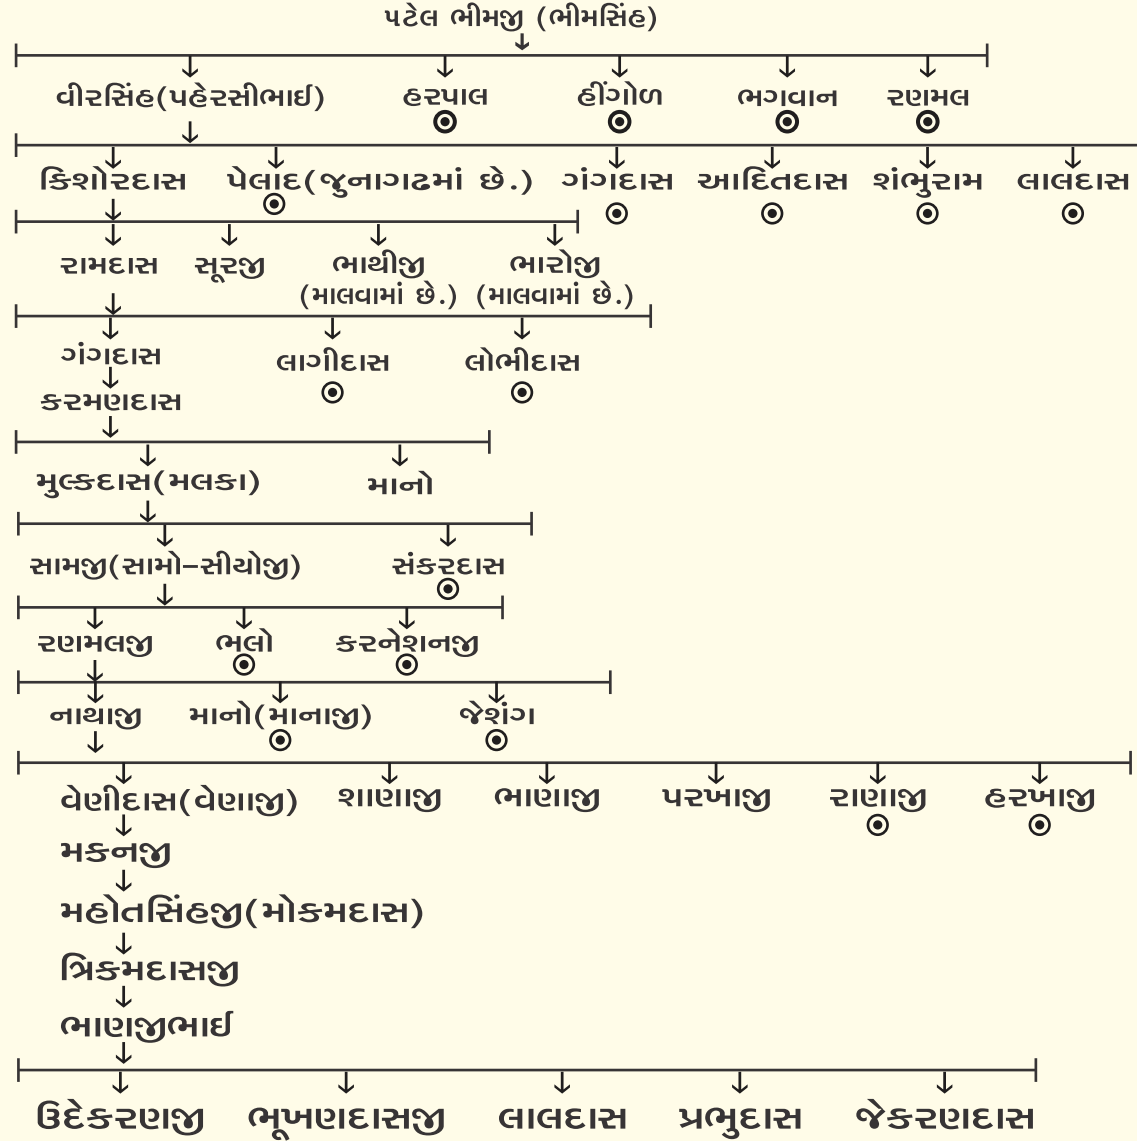 પટેલ ભીમજી (ભીમસિંહ)
વીરસિંહ(પહેરસીભાઈ) હરપાલ હીંગોળ ભગવાન રણમલ
કિશોરદાસ પેલાદ(જુનાગઢમાં છે.) ગંગદાસ આદિતદાસ શંભુરામ લાલદાસ
રામદાસ સૂરજી ભાથીજી ભારોજી
(માલવામાં છે.) (માલવામાં છે.)
ગંગદાસ લાગીદાસ લોભીદાસ
કરમણદાસ
મુલ્કદાસ(મલકા) માનો
સામજી(સામો–સીયોજી) સંકરદાસ
રણમલજી ભલો કરનેશનજી
નાથાજી માનો(માનાજી) જેશંગ
વેણીદાસ(વેણાજી) શાણાજી ભાણાજી પરખાજી રાણાજી હરખાજી
મકનજી
મહોતસિંહજી(મોકમદાસ)
ત્રિકમદાસજી
ભાણજીભાઈ
ઉદેકરણજી ભૂખણદાસજી લાલદાસ પ્રભુદાસ જેકરણદાસ